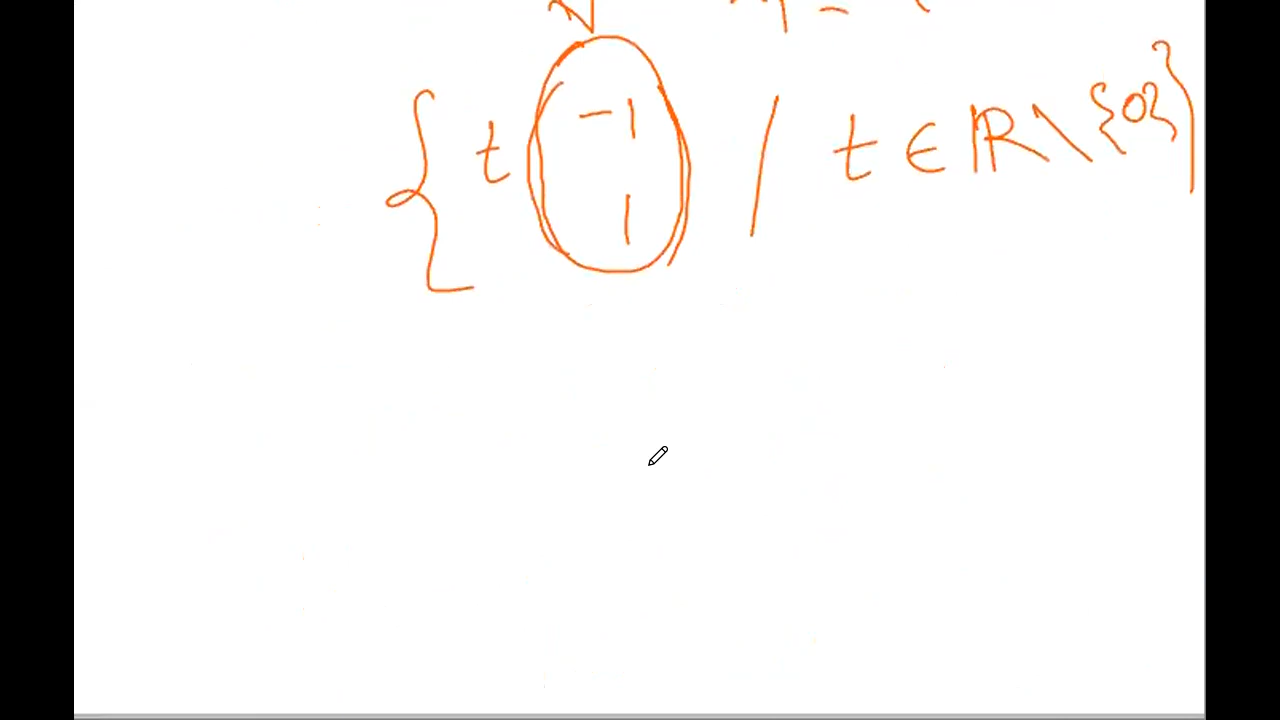 { t ( -1
1 ) / t ∈ ℝ \ {0} }